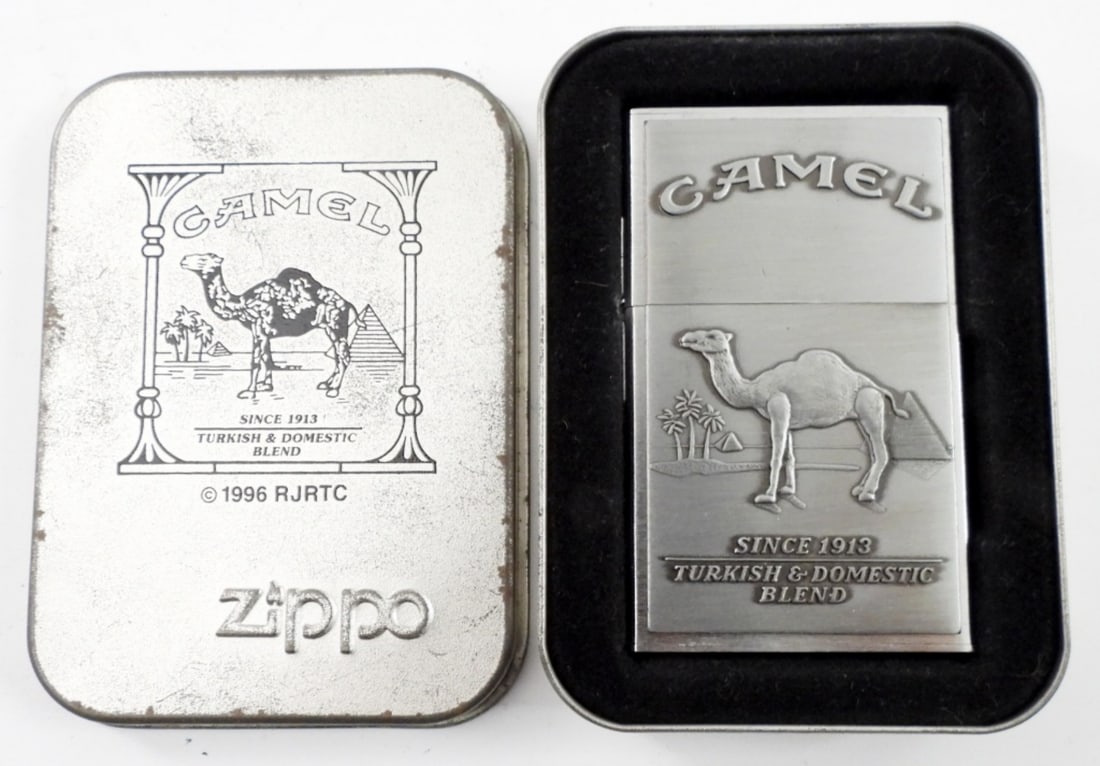 CAMEL
SINCE 1913
TURKISH & DOMESTIC
BLEND
© 1996 RJRTC
Zippo
CAMEL
SINCE 1913
TURKISH & DOMESTIC
BLEND